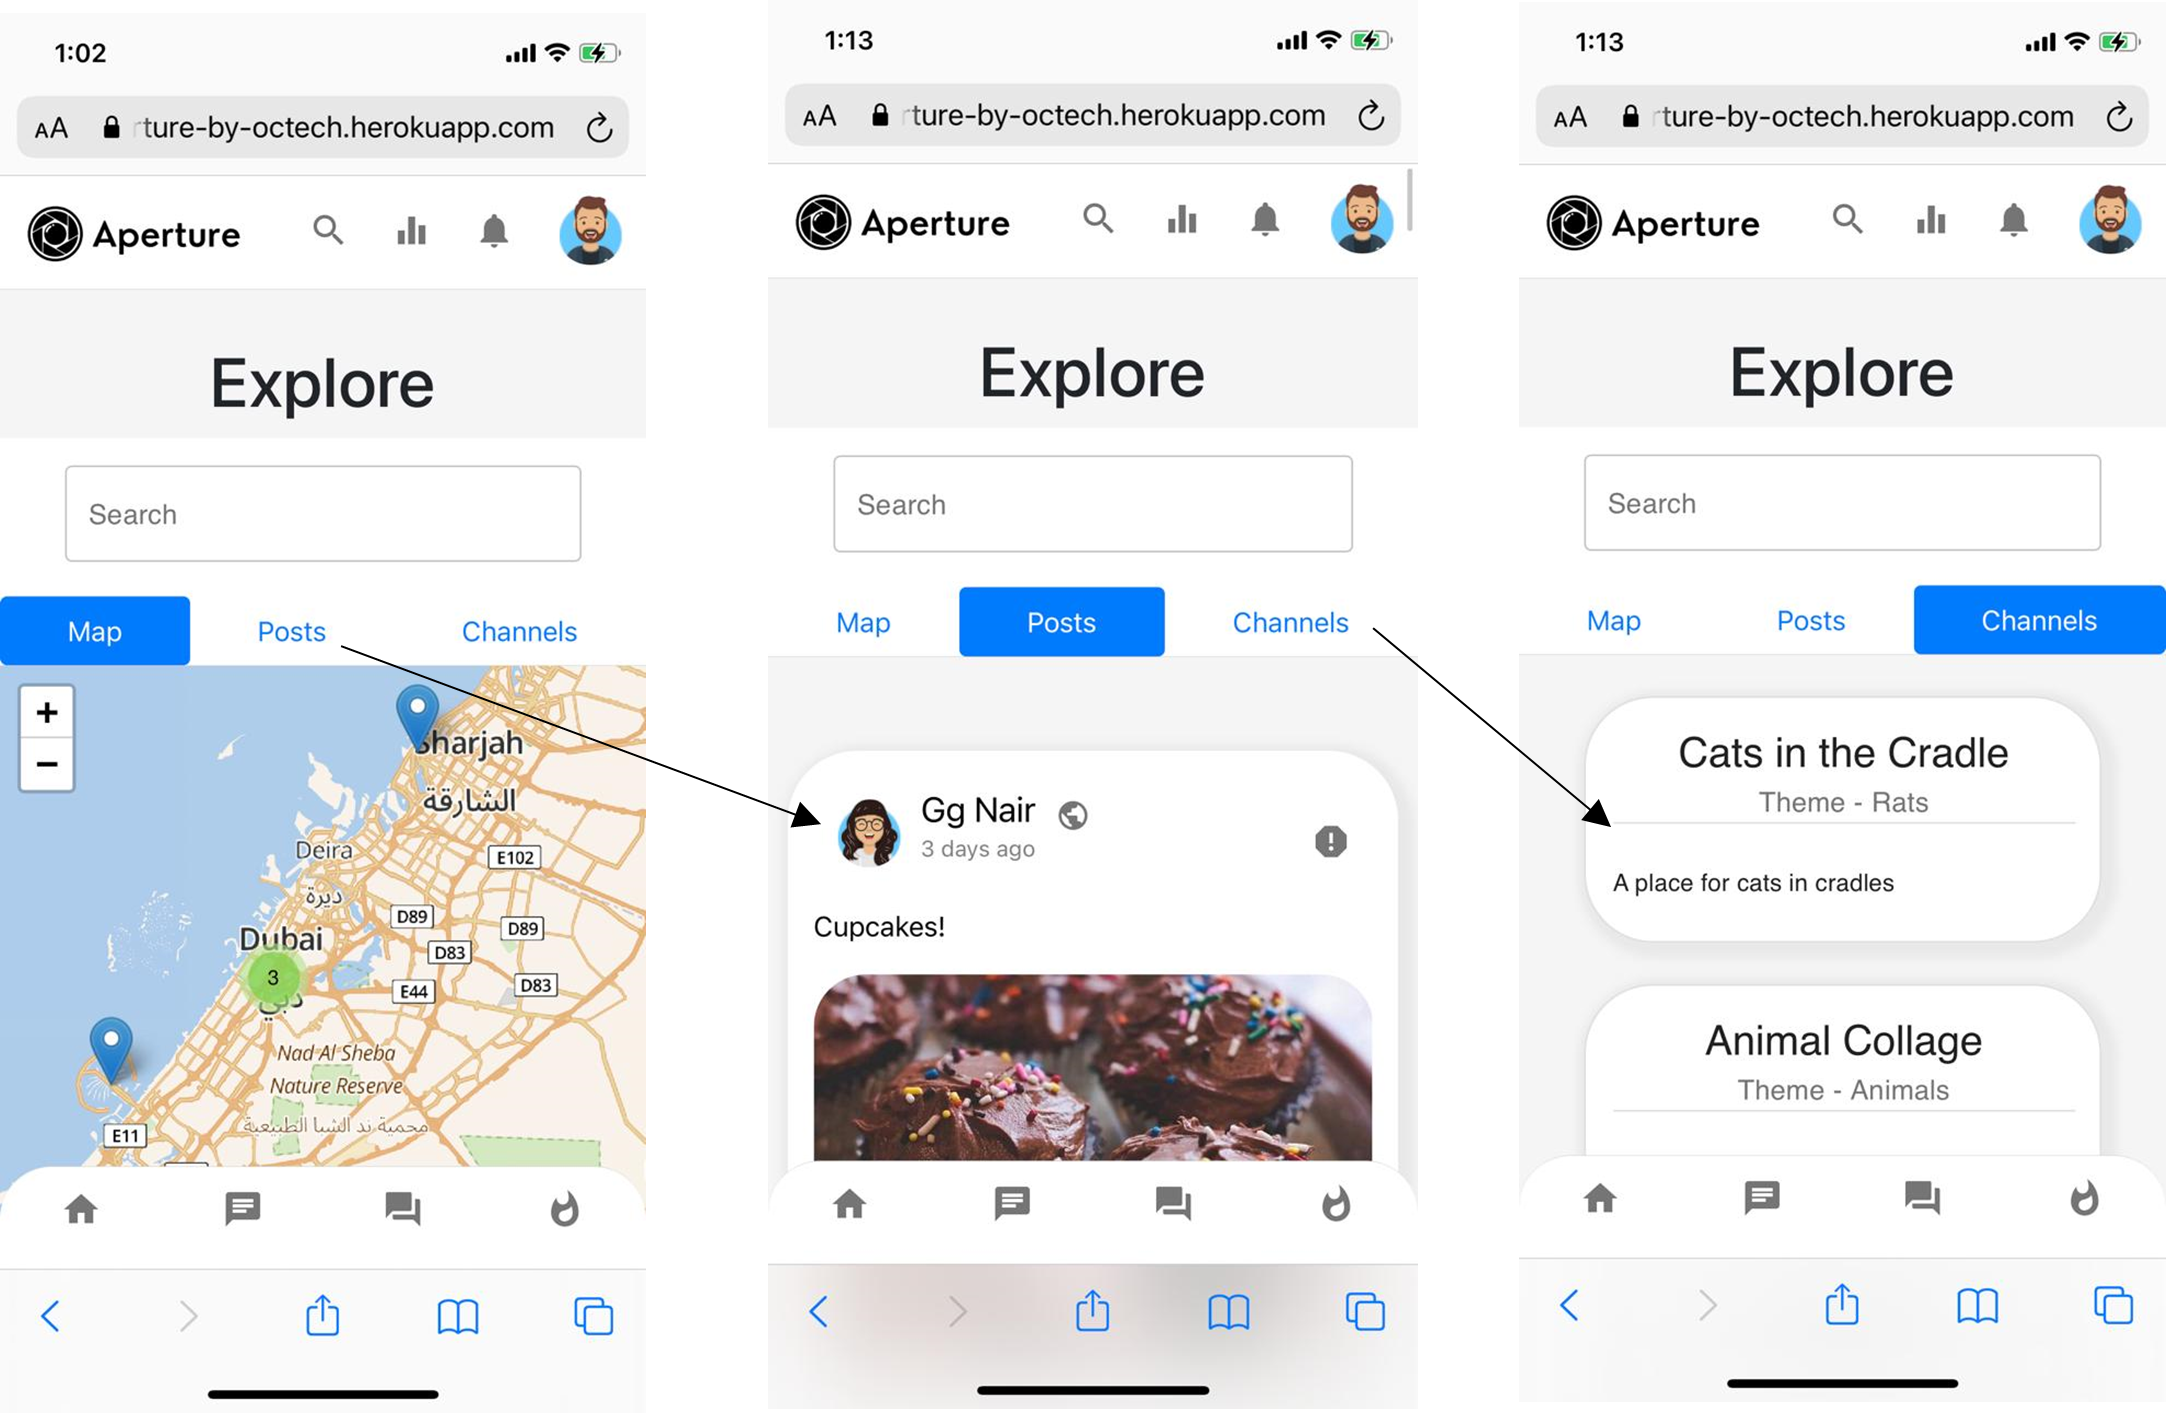 1:02
AA ture-by-octech.herokuapp.com
Aperture
Explore
Search
Map Posts Channels
+
−
Sharjah
الشارقة
Deira
ديرة
E102
D89
D89
Dubai
D83
3
دبي
E44
D83
Nad Al Sheba
Nature Reserve
محمية ند الشبا الطبيعية
E11
1:13
AA ture-by-octech.herokuapp.com
Aperture
Explore
Search
Map Posts Channels
Gg Nair
3 days ago
Cupcakes!
1:13
AA ture-by-octech.herokuapp.com
Aperture
Explore
Search
Map Posts Channels
Cats in the Cradle
Theme - Rats
A place for cats in cradles
Animal Collage
Theme - Animals